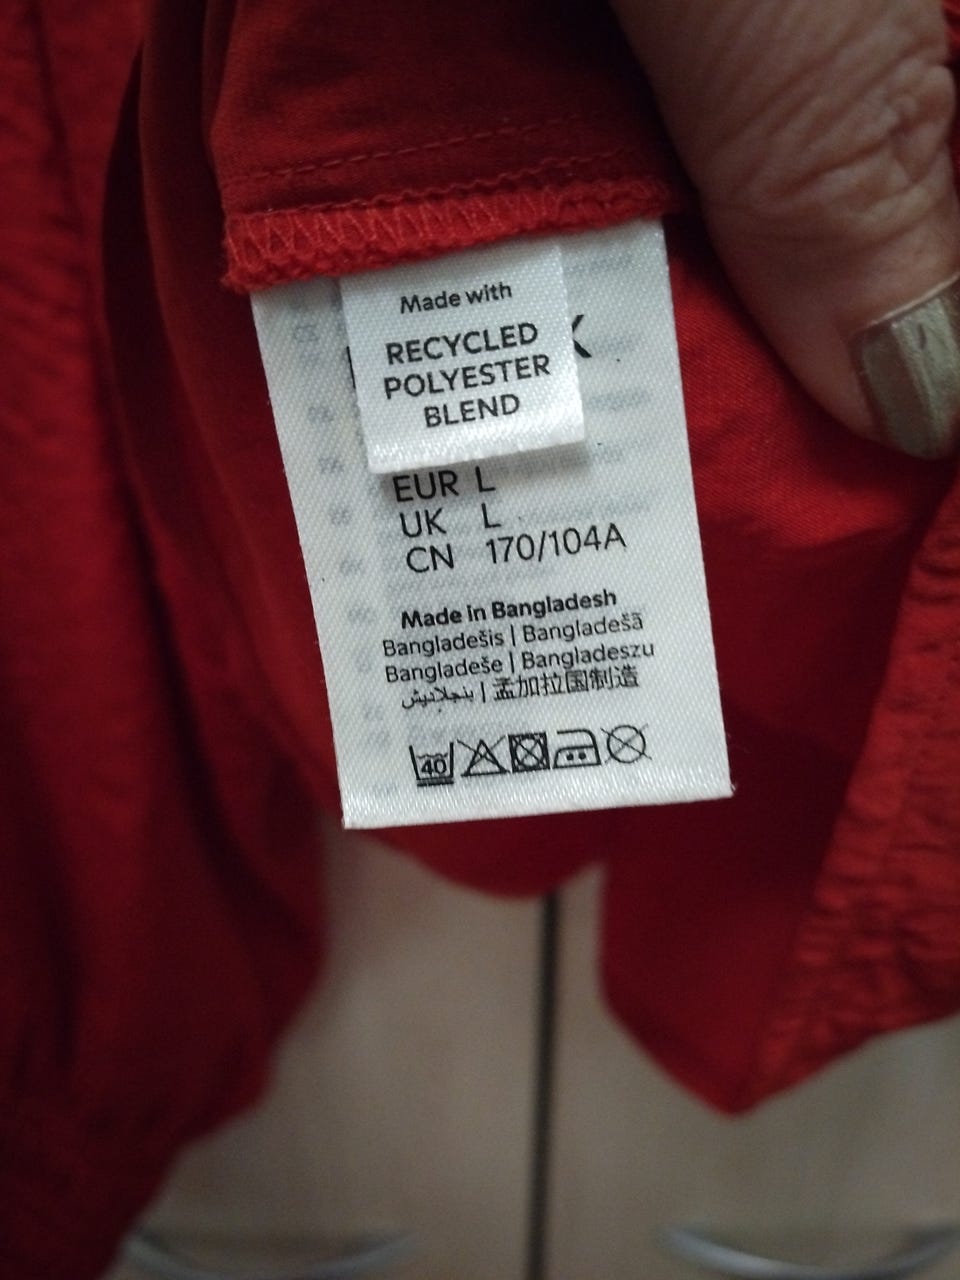 Made with
RECYCLED
POLYESTER
BLEND
EUR L
UK L
CN 170/104A
Made in Bangladesh
Bangladešis | Bangladešā
Bangladeše | Bangladeszu
بنجلاديش | 孟加拉国制造
40